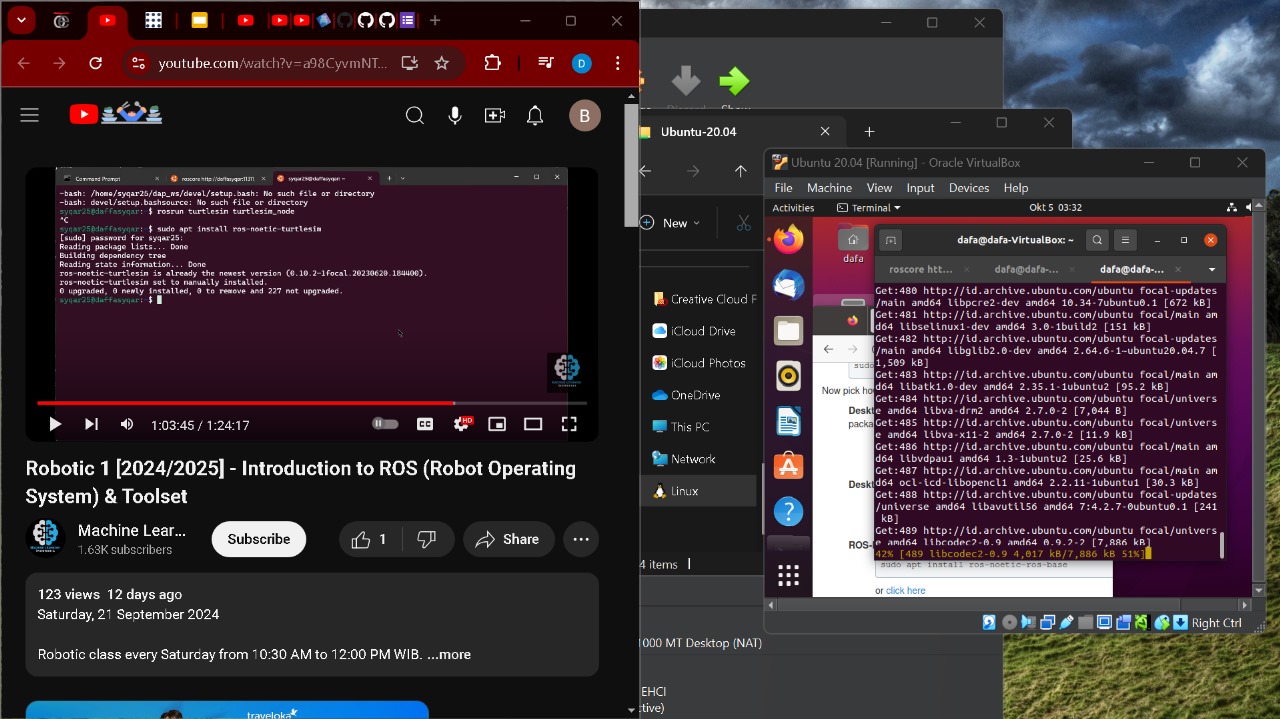 youtube.com/watch?v=a98CyvmNT...
B
D
Command Prompt
roscore http://daffasyqar:11311
syqar25@daffasyqar: ~
-bash: /home/syqar25/dap_ws/devel/setup.bash: No such file or directory
-bash: devel/setup.bashsource: No such file or directory
syqar25@daffasyqar:~$ rosrun turtlesim turtlesim_node
^C
syqar25@daffasyqar:~$ sudo apt install ros-noetic-turtlesim
[sudo] password for syqar25:
Reading package lists... Done
Building dependency tree
Reading state information... Done
ros-noetic-turtlesim is already the newest version (0.10.2-1focal.20230620.184400).
ros-noetic-turtlesim set to manually installed.
0 upgraded, 0 newly installed, 0 to remove and 227 not upgraded.
syqar25@daffasyqar:~$
1:03:45 / 1:24:17
CC
HD
Robotic 1 [2024/2025] - Introduction to ROS (Robot Operating
System) & Toolset
Machine Lear...
1.63K subscribers
Subscribe
1
Share
123 views 12 days ago
Saturday, 21 September 2024
Robotic class every Saturday from 10:30 AM to 12:00 PM WIB. ...more
traveloka
Ubuntu-20.04
New
Creative Cloud F
iCloud Drive
iCloud Photos
OneDrive
This PC
Network
Linux
4 items
1000 MT Desktop (NAT)
EHCI
ctive)
Ubuntu 20.04 [Running] - Oracle VirtualBox
File Machine View Input Devices Help
Activities
Terminal
Okt 5 03:32
dafa
dafa@dafa-VirtualBox: ~
roscore htt...
dafa@dafa-...
dafa@dafa-...
Get:480 http://id.archive.ubuntu.com/ubuntu focal-updates
/main amd64 libpcre2-dev amd64 10.34-7ubuntu0.1 [672 kB]
Get:481 http://id.archive.ubuntu.com/ubuntu focal/main am
d64 libselinux1-dev amd64 3.0-1build2 [151 kB]
Get:482 http://id.archive.ubuntu.com/ubuntu focal-updates
/main amd64 libglib2.0-dev amd64 2.64.6-1~ubuntu20.04.7 [
1,509 kB]
Get:483 http://id.archive.ubuntu.com/ubuntu focal/main am
d64 libatk1.0-dev amd64 2.35.1-1ubuntu2 [95.2 kB]
Get:484 http://id.archive.ubuntu.com/ubuntu focal/univers
e amd64 libva-drm2 amd64 2.7.0-2 [7,044 B]
Get:485 http://id.archive.ubuntu.com/ubuntu focal/univers
e amd64 libva-x11-2 amd64 2.7.0-2 [11.9 kB]
Get:486 http://id.archive.ubuntu.com/ubuntu focal/main am
d64 libvdpau1 amd64 1.3-1ubuntu2 [25.6 kB]
Get:487 http://id.archive.ubuntu.com/ubuntu focal/main am
d64 ocl-icd-libopencl1 amd64 2.2.11-1ubuntu1 [30.3 kB]
Get:488 http://id.archive.ubuntu.com/ubuntu focal-updates
/universe amd64 libavutil56 amd64 7:4.2.7-0ubuntu0.1 [241
kB]
Get:489 http://id.archive.ubuntu.com/ubuntu focal/univers
e amd64 libcodec2-0.9 amd64 0.9.2-2 [7,886 kB]
42% [489 libcodec2-0.9 4,017 kB/7,886 kB 51%]
sudo
Now pick ho
Deskt
packa
Deskt
ROS-
sudo apt install ros-noetic-ros-base
or click here
Right Ctrl